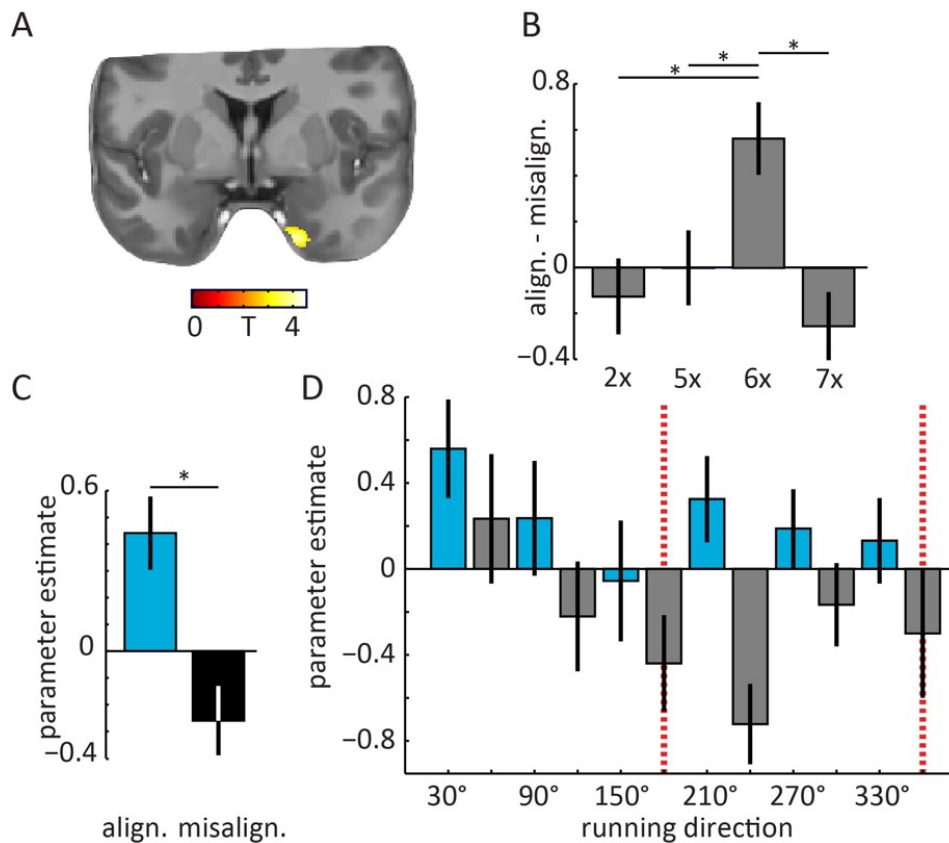 A
0 T 4
B
* * *
align. - misalign.
0.8
0
−0.4
2x 5x 6x 7x
C
parameter estimate
0.6
0
−0.4
*
align. misalign.
D
parameter estimate
0.8
0.4
0
−0.4
−0.8
30° 90° 150° 210° 270° 330°
running direction